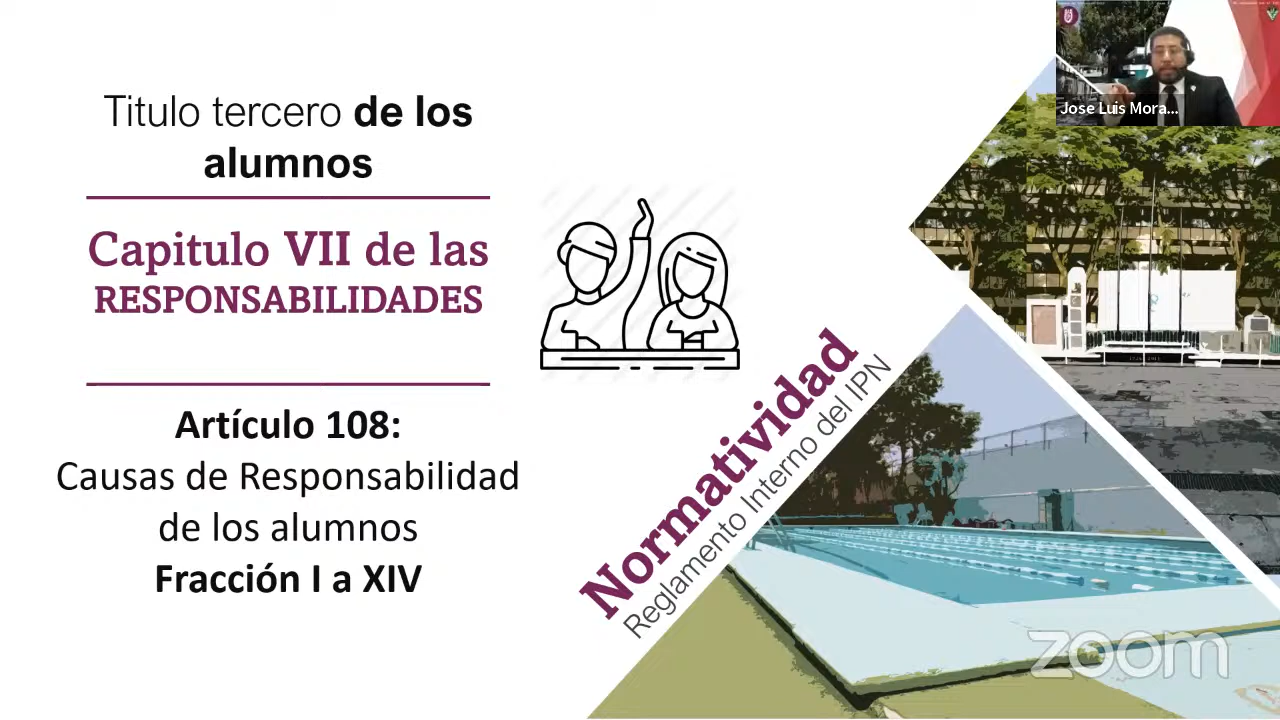 Titulo tercero de los
alumnos
Capitulo VII de las
RESPONSABILIDADES
Artículo 108:
Causas de Responsabilidad
de los alumnos
Fracción I a XIV
Normatividad
Reglamento Interno del IPN
Jose Luis Mora...
zoom